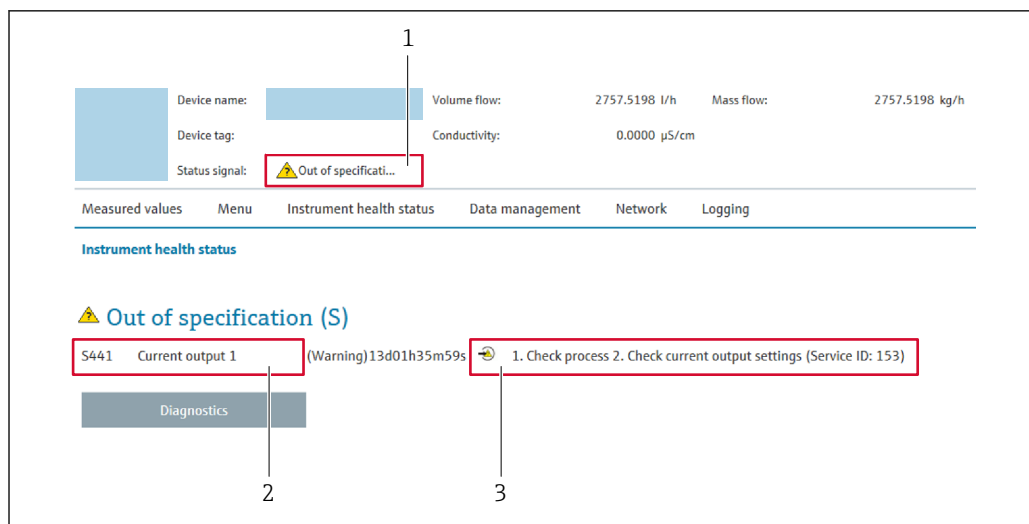 1
Device name: Volume flow: 2757.5198 l/h Mass flow: 2757.5198 kg/h
Device tag: Conductivity: 0.0000 µS/cm
Status signal: Out of specificati...
Measured values Menu Instrument health status Data management Network Logging
Instrument health status
Out of specification (S)
S441 Current output 1 (Warning)13d01h35m59s 1. Check process 2. Check current output settings (Service ID: 153)
Diagnostics
2 3